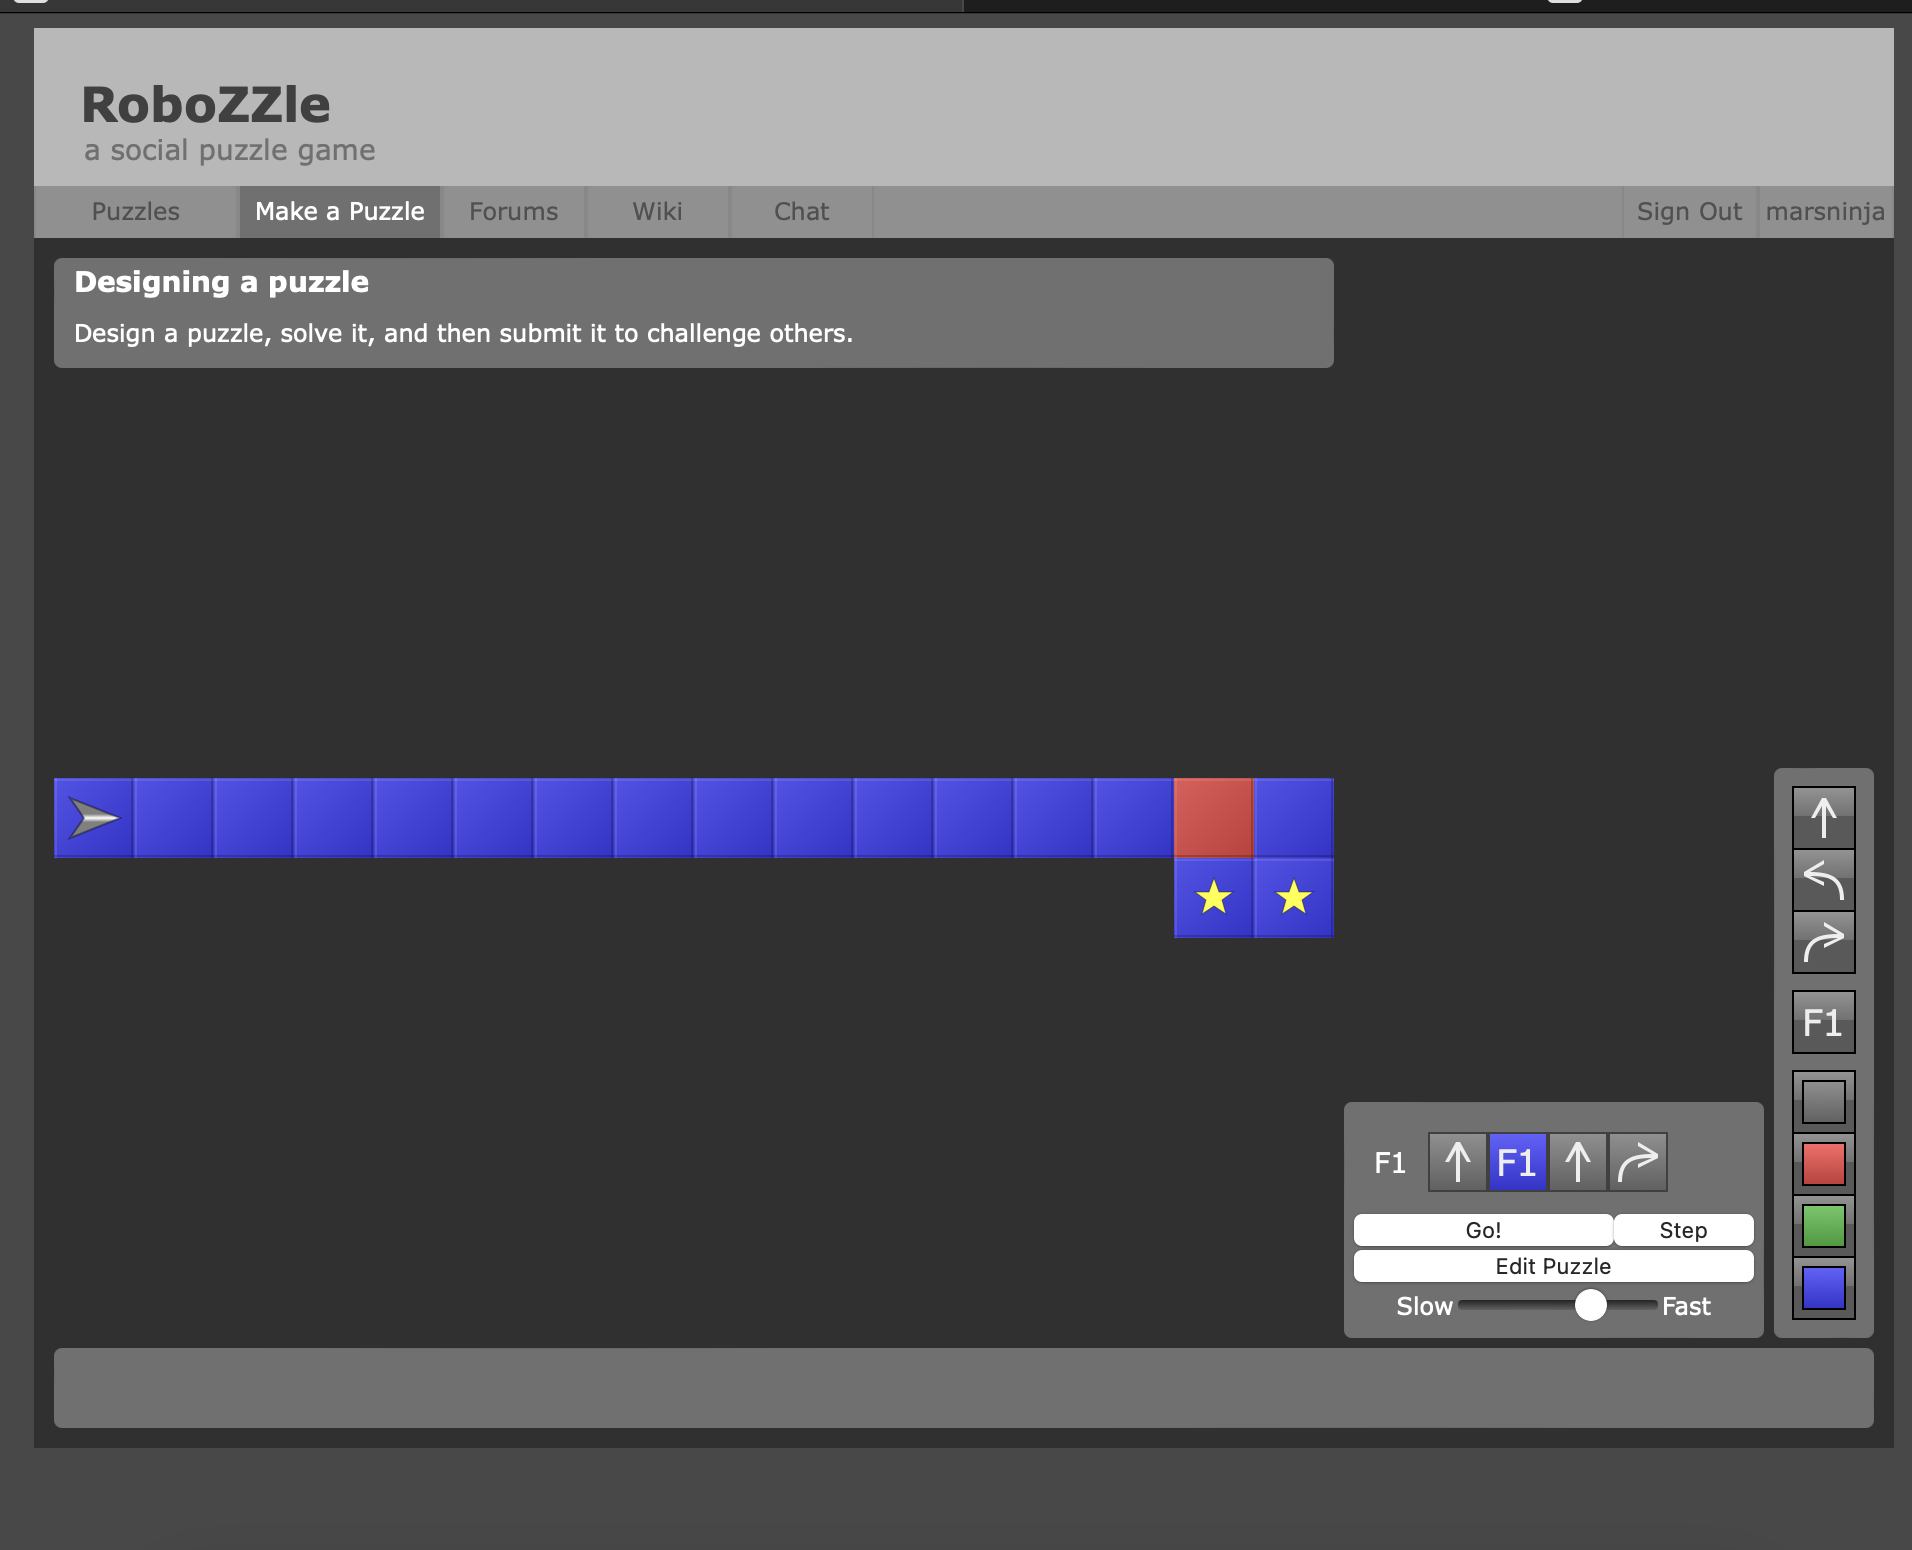 RoboZZle
a social puzzle game
Puzzles Make a Puzzle Forums Wiki Chat Sign Out marsninja
Designing a puzzle
Design a puzzle, solve it, and then submit it to challenge others.
F1
F1 F1
Go! Step
Edit Puzzle
Slow Fast